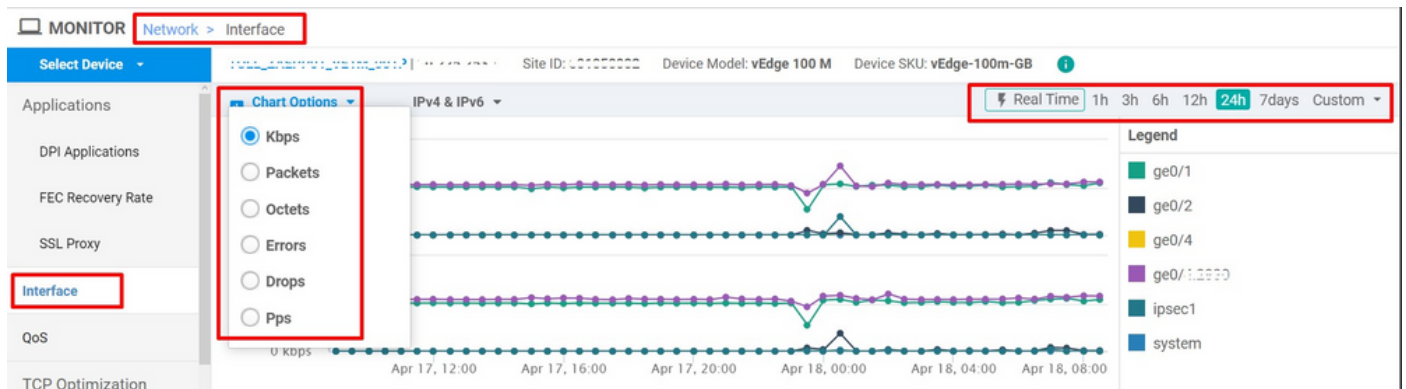 MONITOR Network > Interface
Select Device Site ID: Device Model: vEdge 100 M Device SKU: vEdge-100m-GB
Applications
DPI Applications
FEC Recovery Rate
SSL Proxy
Interface
QoS
TCP Optimization
Chart Options IPv4 & IPv6 Real Time 1h 3h 6h 12h 24h 7days Custom
Kbps
Packets
Octets
Errors
Drops
Pps
0 kbps
Apr 17, 12:00 Apr 17, 16:00 Apr 17, 20:00 Apr 18, 00:00 Apr 18, 04:00 Apr 18, 08:00
Legend
ge0/1
ge0/2
ge0/4
ge0/
ipsec1
system